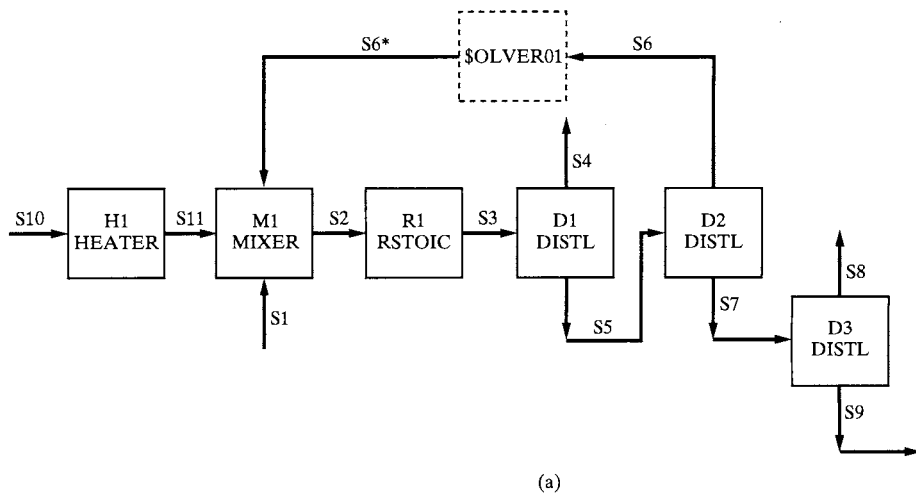 S6*
$OLVER01
S6
S4
S10
H1
HEATER
S11
M1
MIXER
S2
R1
RSTOIC
S3
D1
DISTL
D2
DISTL
S1
S5
S7
S8
D3
DISTL
S9
(a)